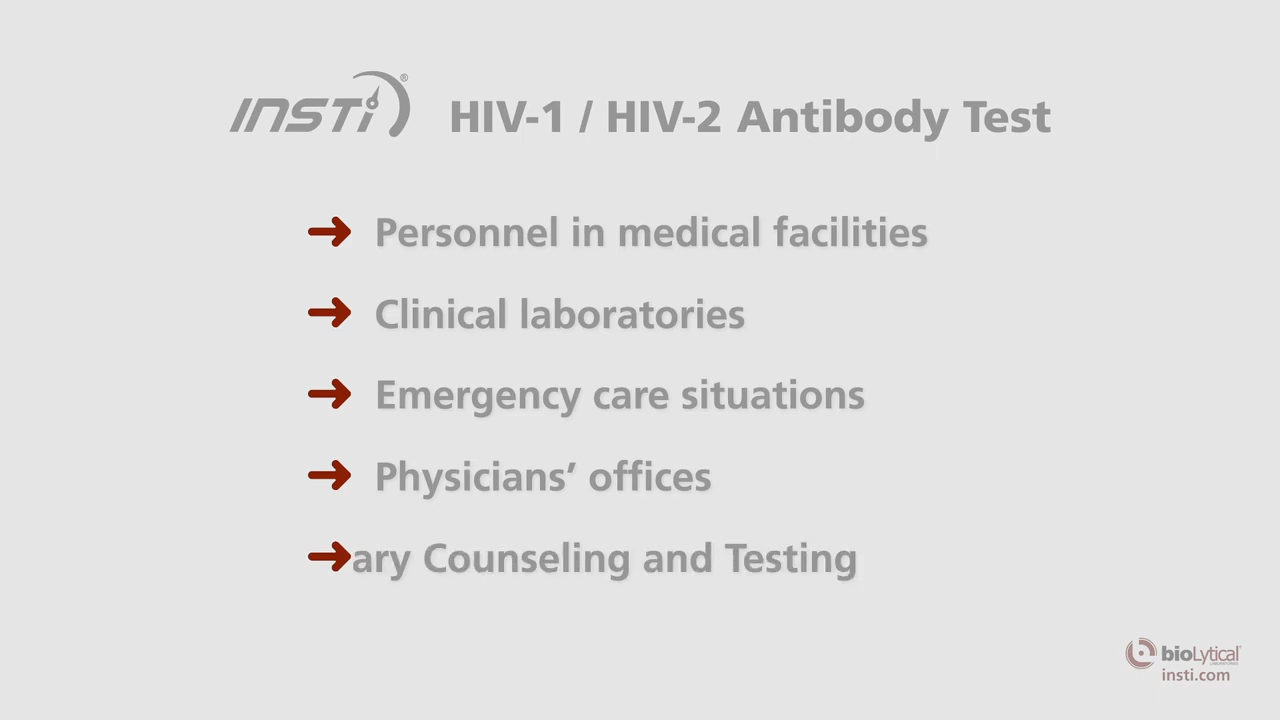 INSTi® HIV-1 / HIV-2 Antibody Test
Personnel in medical facilities
Clinical laboratories
Emergency care situations
Physicians’ offices
ary Counseling and Testing
bioLytical
LABORATORIES
insti.com